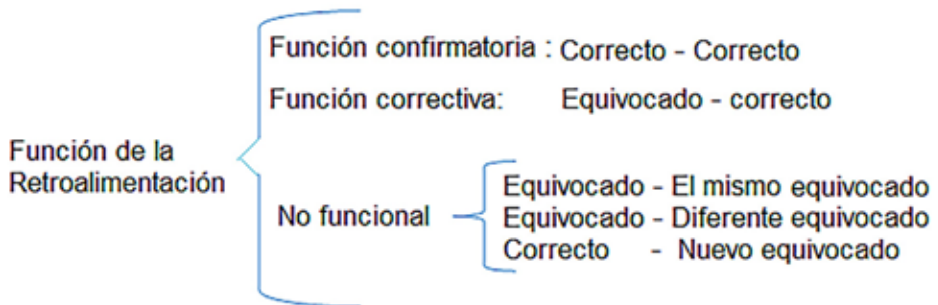 Función confirmatoria : Correcto - Correcto
Función correctiva: Equivocado - correcto
Función de la
Retroalimentación
No funcional
Equivocado - El mismo equivocado
Equivocado - Diferente equivocado
Correcto - Nuevo equivocado